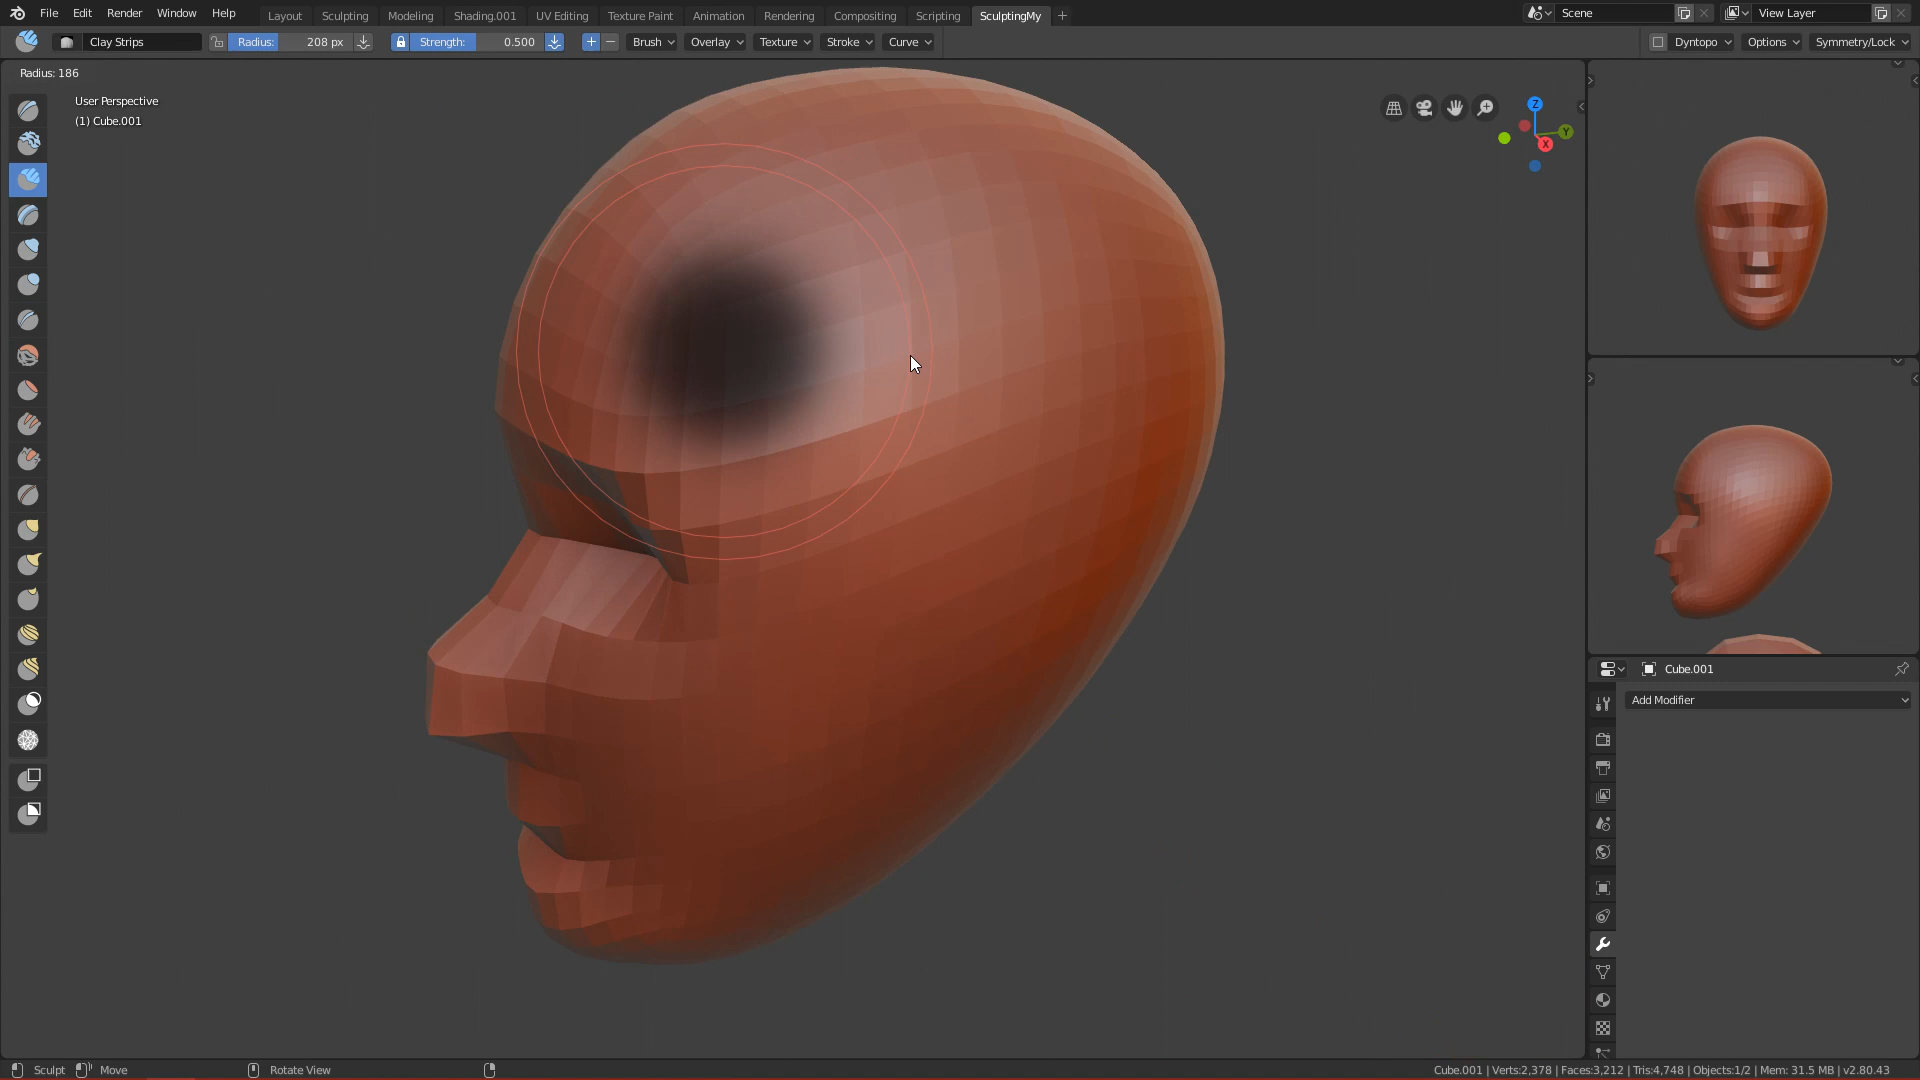 File Edit Render Window Help Layout Sculpting Modeling Shading.001 UV Editing Texture Paint Animation Rendering Compositing Scripting SculptingMy Scene View Layer
Clay Strips Radius: 208 px Strength: 0.500 Brush Overlay Texture Stroke Curve Dyntopo Options Symmetry/Lock
Radius: 186
User Perspective
(1) Cube.001
Z
Y
X
Cube.001
Add Modifier
Sculpt Move Rotate View Cube.001 | Verts:2,378 | Faces:3,212 | Tris:4,748 | Objects:1/2 | Mem: 31.5 MB | v2.80.43